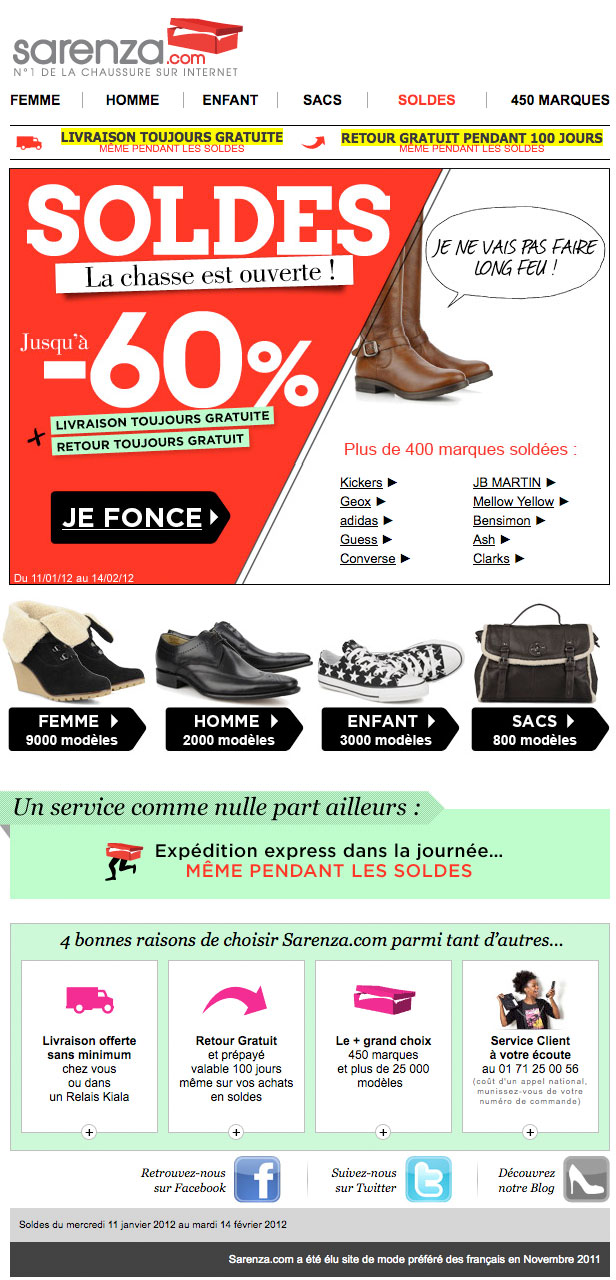 sarenza.com
N°1 DE LA CHAUSSURE SUR INTERNET
FEMME HOMME ENFANT SACS SOLDES 450 MARQUES
LIVRAISON TOUJOURS GRATUITE
MÊME PENDANT LES SOLDES
RETOUR GRATUIT PENDANT 100 JOURS
MÊME PENDANT LES SOLDES
SOLDES
La chasse est ouverte !
Jusqu'à
-60%
+ LIVRAISON TOUJOURS GRATUITE
RETOUR TOUJOURS GRATUIT
JE FONCE
Du 11/01/12 au 14/02/12
JE NE VAIS PAS FAIRE
LONG FEU !
Plus de 400 marques soldées :
Kickers ►
Geox ►
adidas ►
Guess ►
Converse ►
JB MARTIN ►
Mellow Yellow ►
Bensimon ►
Ash ►
Clarks ►
FEMME
9000 modèles
HOMME
2000 modèles
ENFANT
3000 modèles
SACS
800 modèles
Un service comme nulle part ailleurs :
Expédition express dans la journée...
MÊME PENDANT LES SOLDES
4 bonnes raisons de choisir Sarenza.com parmi tant d'autres...
Livraison offerte
sans minimum
chez vous
ou dans
un Relais Kiala
Retour Gratuit
et prépayé
valable 100 jours
même sur vos achats
en soldes
Le + grand choix
450 marques
et plus de 25 000
modèles
Service Client
à votre écoute
au 01 71 25 00 56
(coût d'un appel national,
munissez-vous de votre
numéro de commande)
Retrouvez-nous
sur Facebook
Suivez-nous
sur Twitter
Découvrez
notre Blog
Soldes du mercredi 11 janvier 2012 au mardi 14 février 2012
Sarenza.com a été élu site de mode préféré des français en Novembre 2011